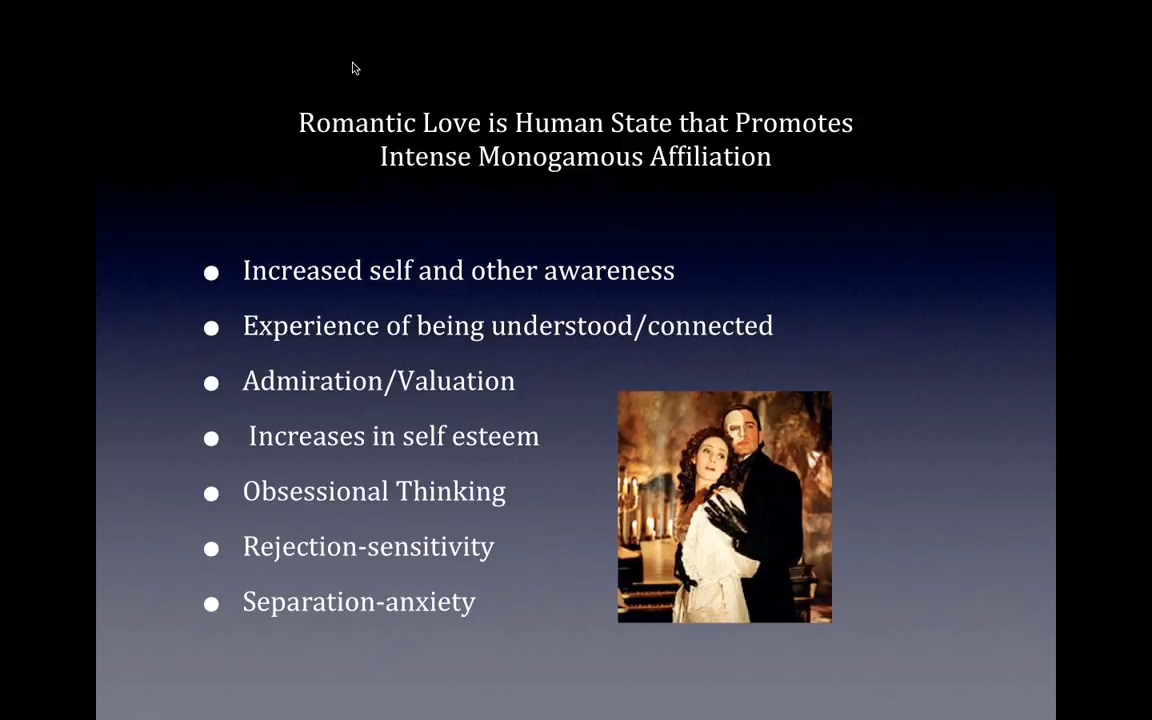 Romantic Love is Human State that Promotes
Intense Monogamous Affiliation
● Increased self and other awareness
● Experience of being understood/connected
● Admiration/Valuation
● Increases in self esteem
● Obsessional Thinking
● Rejection-sensitivity
● Separation-anxiety